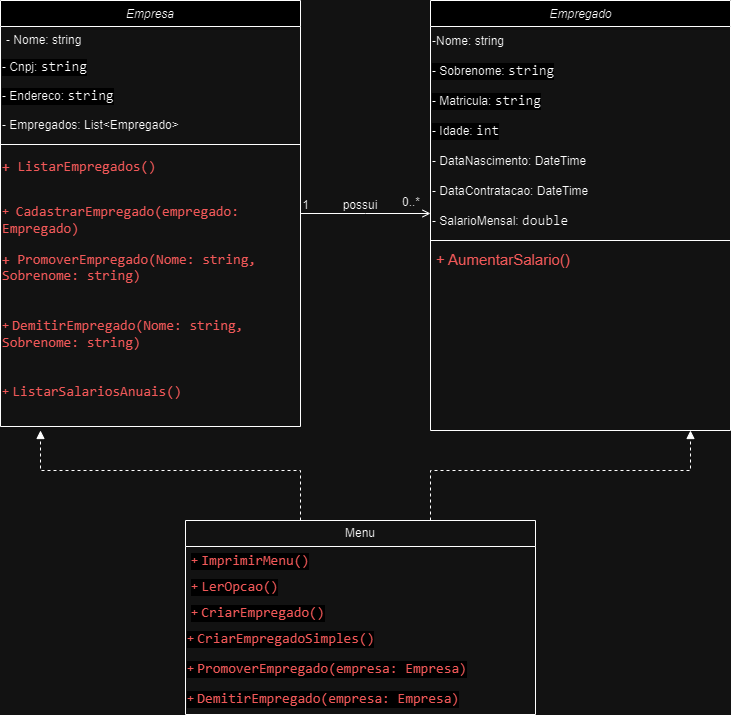 Empresa
- Nome: string
- Cnpj: string
- Endereco: string
- Empregados: List<Empregado>
+ ListarEmpregados()
+ CadastrarEmpregado(empregado:
Empregado)
+ PromoverEmpregado(Nome: string,
Sobrenome: string)
+DemitirEmpregado(Nome: string,
Sobrenome: string)
+ListarSalariosAnuais()
1 possui 0..*
Empregado
-Nome: string
- Sobrenome: string
- Matricula: string
- Idade: int
- DataNascimento: DateTime
- DataContratacao: DateTime
- SalarioMensal: double
+ AumentarSalario()
Menu
+ImprimirMenu()
+LerOpcao()
+CriarEmpregado()
+CriarEmpregadoSimples()
+PromoverEmpregado(empresa: Empresa)
+DemitirEmpregado(empresa: Empresa)